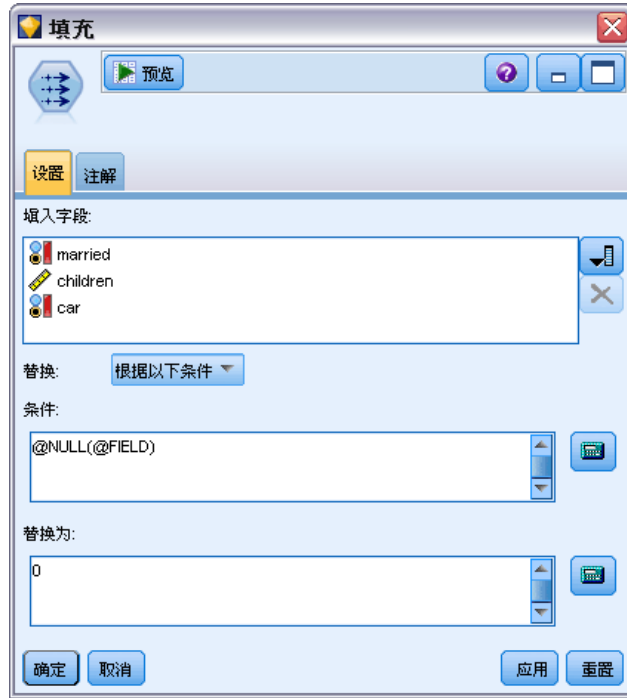 填充
预览
设置 注解
填入字段:
married
children
car
替换: 根据以下条件
条件:
@NULL(@FIELD)
替换为:
0
确定 取消 应用 重置